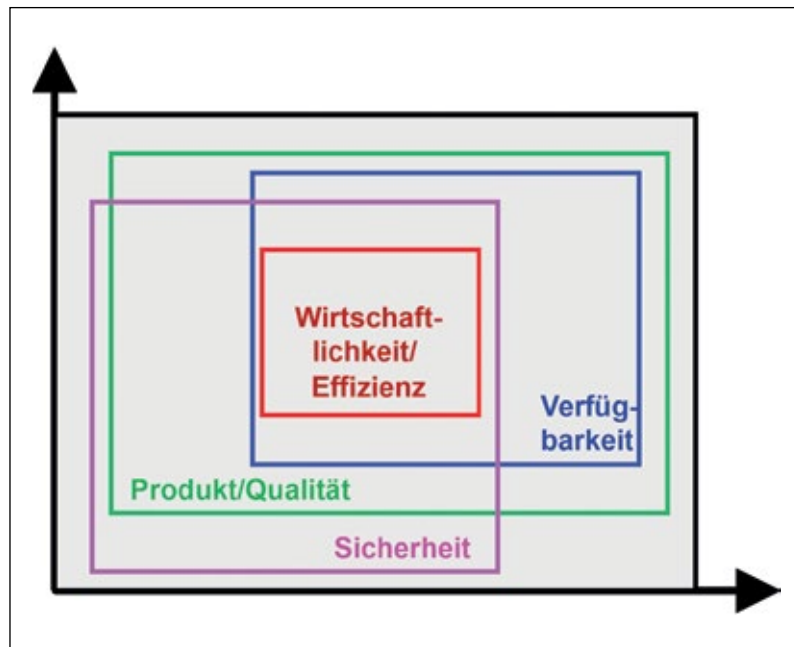 Wirtschaft-
lichkeit/
Effizienz
Verfüg-
barkeit
Produkt/Qualität
Sicherheit